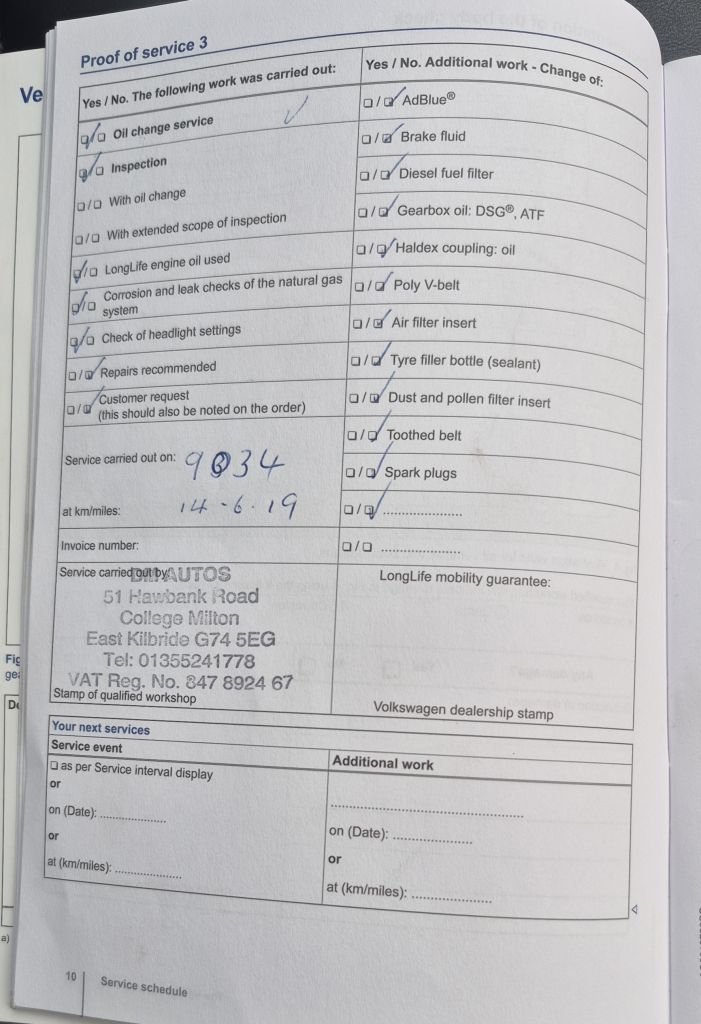 Proof of service 3
Ve
Yes / No. The following work was carried out:
☑/☐ Oil change service ✓
☑/☐ Inspection
☐/☐ With oil change
☐/☐ With extended scope of inspection
☑/☐ LongLife engine oil used
☑/☐ Corrosion and leak checks of the natural gas
system
☑/☐ Check of headlight settings
☐/☑ Repairs recommended
☐/☑ Customer request
(this should also be noted on the order)
Service carried out on: 9034
at km/miles: 14-6.19
Invoice number:
Service carried out by:
AUTOS
51 Hawbank Road
College Milton
East Kilbride G74 5EG
Tel: 01355241778
VAT Reg. No. 847 8924 67
Stamp of qualified workshop
Yes / No. Additional work - Change of:
☐/☑ AdBlue®
☐/☑ Brake fluid
☐/☑ Diesel fuel filter
☐/☑ Gearbox oil: DSG®, ATF
☐/☑ Haldex coupling: oil
☐/☑ Poly V-belt
☐/☑ Air filter insert
☐/☑ Tyre filler bottle (sealant)
☐/☑ Dust and pollen filter insert
☐/☑ Toothed belt
☐/☑ Spark plugs
☐/☑ ....................
☐/☐ ....................
LongLife mobility guarantee:
Volkswagen dealership stamp
Your next services
Service event
☐ as per Service interval display
or
on (Date): ..................
or
at (km/miles): ..................
Additional work
..................................................
on (Date): .....................
or
at (km/miles): .....................
Fig
ge
De
a)
10
Service schedule